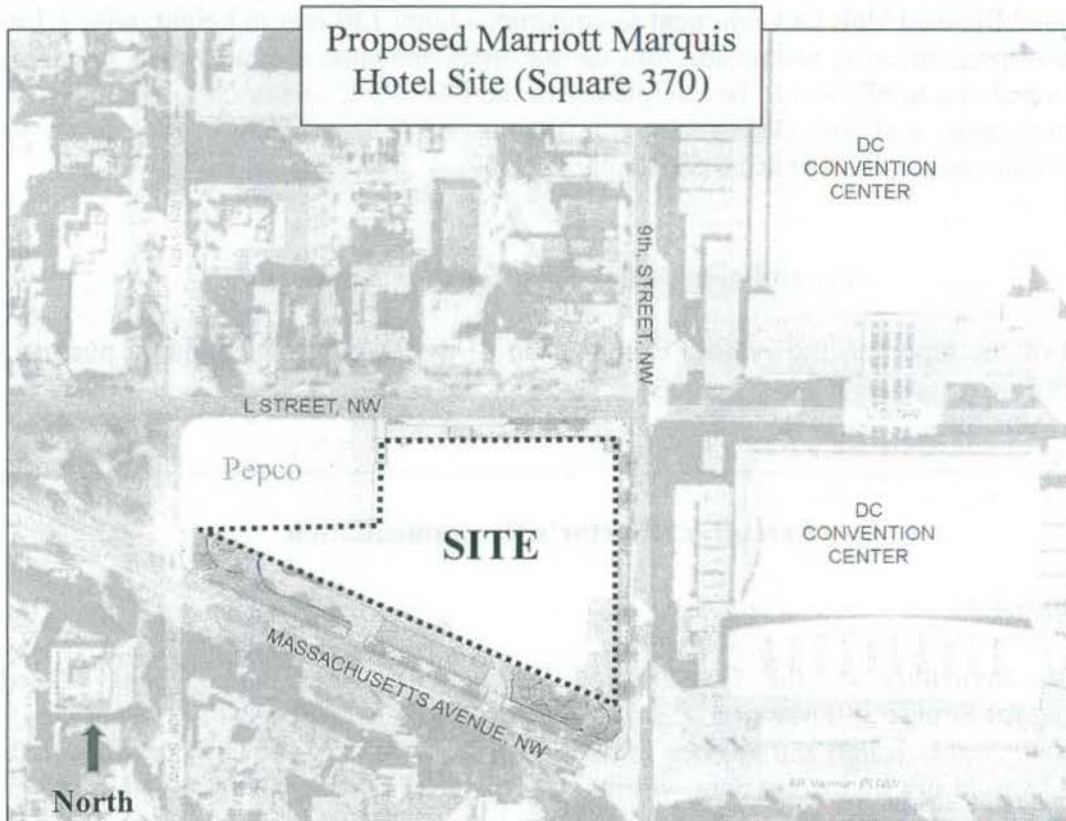 Proposed Marriott Marquis
Hotel Site (Square 370)
DC
CONVENTION
CENTER
9th, STREET, NW
L STREET, NW
Pepco
SITE
DC
CONVENTION
CENTER
MASSACHUSETTS AVENUE, NW
North